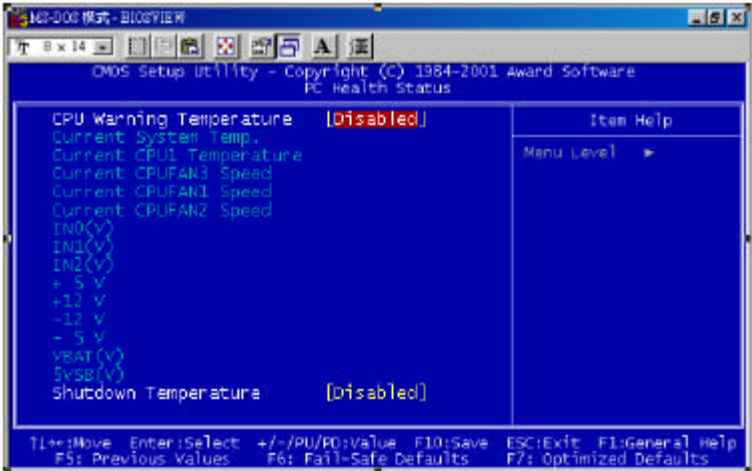 MS-DOS 模式 - BIOSVIEW
8 x 14
A
CMOS Setup Utility - Copyright (C) 1984-2001 Award Software
PC Health Status
CPU Warning Temperature [Disabled]
Current System Temp.
Current CPU1 Temperature
Current CPUFAN3 Speed
Current CPUFAN1 Speed
Current CPUFAN2 Speed
IN0(V)
IN1(V)
IN2(V)
+ 5 V
+12 V
-12 V
- 5 V
VBAT(V)
5VSB(V)
Shutdown Temperature [Disabled]
Item Help
Menu Level ►
↑↓→←:Move Enter:Select +/-/PU/PD:Value F10:Save ESC:Exit F1:General Help
F5: Previous Values F6: Fail-Safe Defaults F7: Optimized Defaults